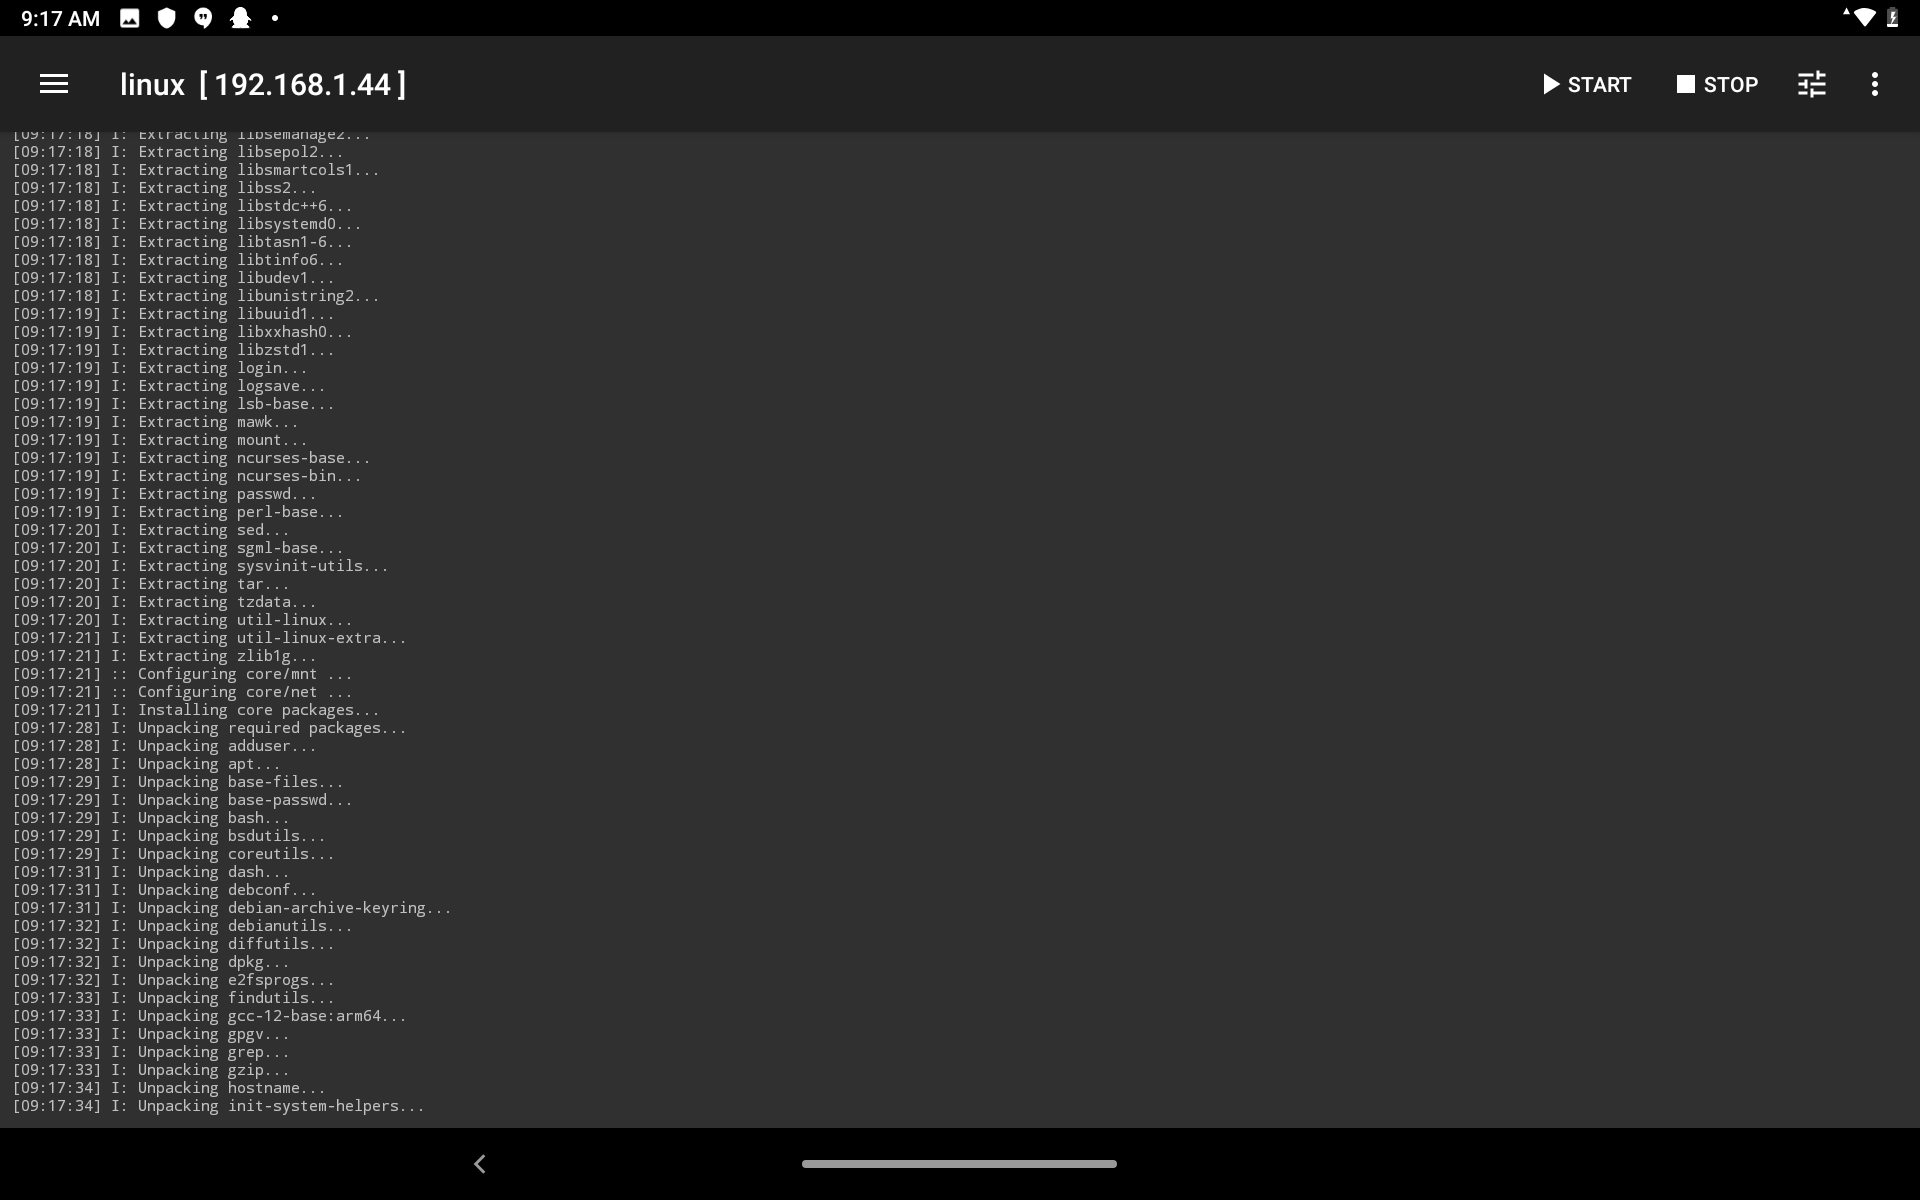 9:17 AM
linux [ 192.168.1.44 ]
START
STOP
[09:17:18] I: Extracting libsemanage2...
[09:17:18] I: Extracting libsepol2...
[09:17:18] I: Extracting libsmartcols1...
[09:17:18] I: Extracting libss2...
[09:17:18] I: Extracting libstdc++6...
[09:17:18] I: Extracting libsystemd0...
[09:17:18] I: Extracting libtasn1-6...
[09:17:18] I: Extracting libtinfo6...
[09:17:18] I: Extracting libudev1...
[09:17:18] I: Extracting libunistring2...
[09:17:19] I: Extracting libuuid1...
[09:17:19] I: Extracting libxxhash0...
[09:17:19] I: Extracting libzstd1...
[09:17:19] I: Extracting login...
[09:17:19] I: Extracting logsave...
[09:17:19] I: Extracting lsb-base...
[09:17:19] I: Extracting mawk...
[09:17:19] I: Extracting mount...
[09:17:19] I: Extracting ncurses-base...
[09:17:19] I: Extracting ncurses-bin...
[09:17:19] I: Extracting passwd...
[09:17:19] I: Extracting perl-base...
[09:17:20] I: Extracting sed...
[09:17:20] I: Extracting sgml-base...
[09:17:20] I: Extracting sysvinit-utils...
[09:17:20] I: Extracting tar...
[09:17:20] I: Extracting tzdata...
[09:17:20] I: Extracting util-linux...
[09:17:21] I: Extracting util-linux-extra...
[09:17:21] I: Extracting zlib1g...
[09:17:21] :: Configuring core/mnt ...
[09:17:21] :: Configuring core/net ...
[09:17:21] I: Installing core packages...
[09:17:28] I: Unpacking required packages...
[09:17:28] I: Unpacking adduser...
[09:17:28] I: Unpacking apt...
[09:17:29] I: Unpacking base-files...
[09:17:29] I: Unpacking base-passwd...
[09:17:29] I: Unpacking bash...
[09:17:29] I: Unpacking bsdutils...
[09:17:29] I: Unpacking coreutils...
[09:17:31] I: Unpacking dash...
[09:17:31] I: Unpacking debconf...
[09:17:31] I: Unpacking debian-archive-keyring...
[09:17:32] I: Unpacking debianutils...
[09:17:32] I: Unpacking diffutils...
[09:17:32] I: Unpacking dpkg...
[09:17:32] I: Unpacking e2fsprogs...
[09:17:33] I: Unpacking findutils...
[09:17:33] I: Unpacking gcc-12-base:arm64...
[09:17:33] I: Unpacking gpgv...
[09:17:33] I: Unpacking grep...
[09:17:33] I: Unpacking gzip...
[09:17:34] I: Unpacking hostname...
[09:17:34] I: Unpacking init-system-helpers...